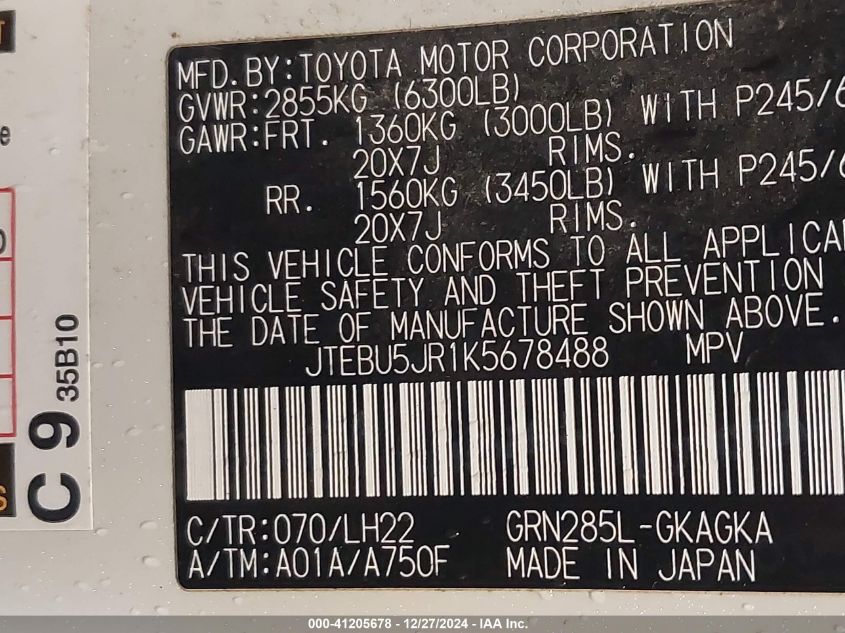 MFD. BY: TOYOTA MOTOR CORPORATION
GVWR: 2855KG (6300LB)
GAWR: FRT. 1360KG (3000LB) WITH P245/6
20X7J RIMS.
RR. 1560KG (3450LB) WITH P245/6
20X7J RIMS.
THIS VEHICLE CONFORMS TO ALL APPLICA
VEHICLE SAFETY AND THEFT PREVENTION
THE DATE OF MANUFACTURE SHOWN ABOVE.
JTEBU5JR1K5678488 MPV
C/TR: 070/LH22 GRN285L-GKAGKA
A/TM: A01A/A750F MADE IN JAPAN
C 9 35B10
000-41205678 - 12/27/2024 - IAA Inc.